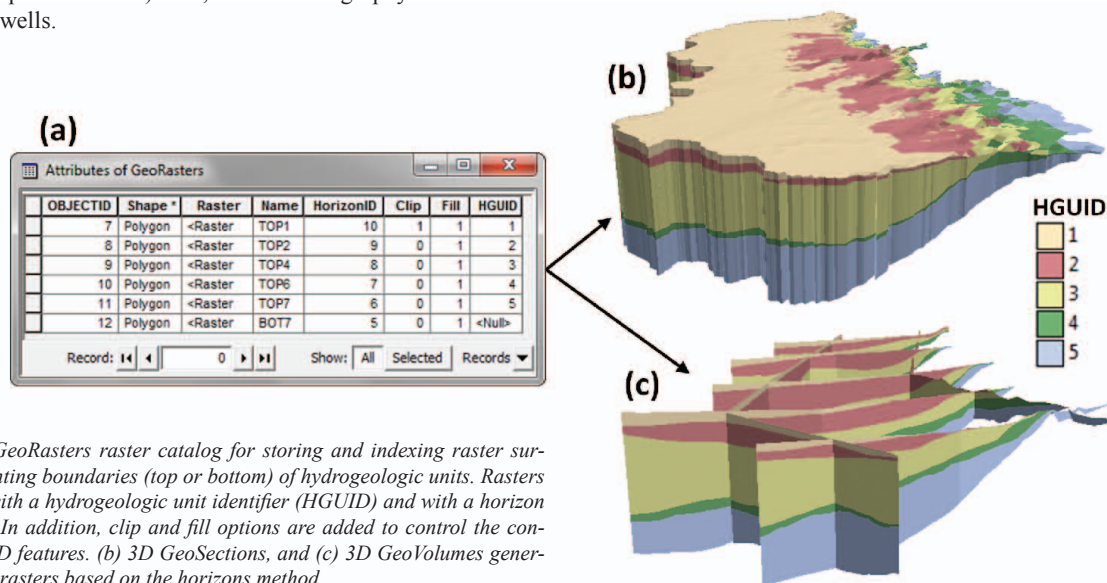 wells.
(a)
Attributes of GeoRasters
OBJECTID Shape * Raster Name HorizonID Clip Fill HGUID
7 Polygon <Raster TOP1 10 1 1 1
8 Polygon <Raster TOP2 9 0 1 2
9 Polygon <Raster TOP4 8 0 1 3
10 Polygon <Raster TOP6 7 0 1 4
11 Polygon <Raster TOP7 6 0 1 5
12 Polygon <Raster BOT7 5 0 1 <Null>
Record: 0 Show: All Selected Records
(b)
HGUID
1
2
3
4
5
(c)
GeoRasters raster catalog for storing and indexing raster sur-
nting boundaries (top or bottom) of hydrogeologic units. Rasters
ith a hydrogeologic unit identifier (HGUID) and with a horizon
In addition, clip and fill options are added to control the con-
D features. (b) 3D GeoSections, and (c) 3D GeoVolumes gener-
rasters based on the horizons method